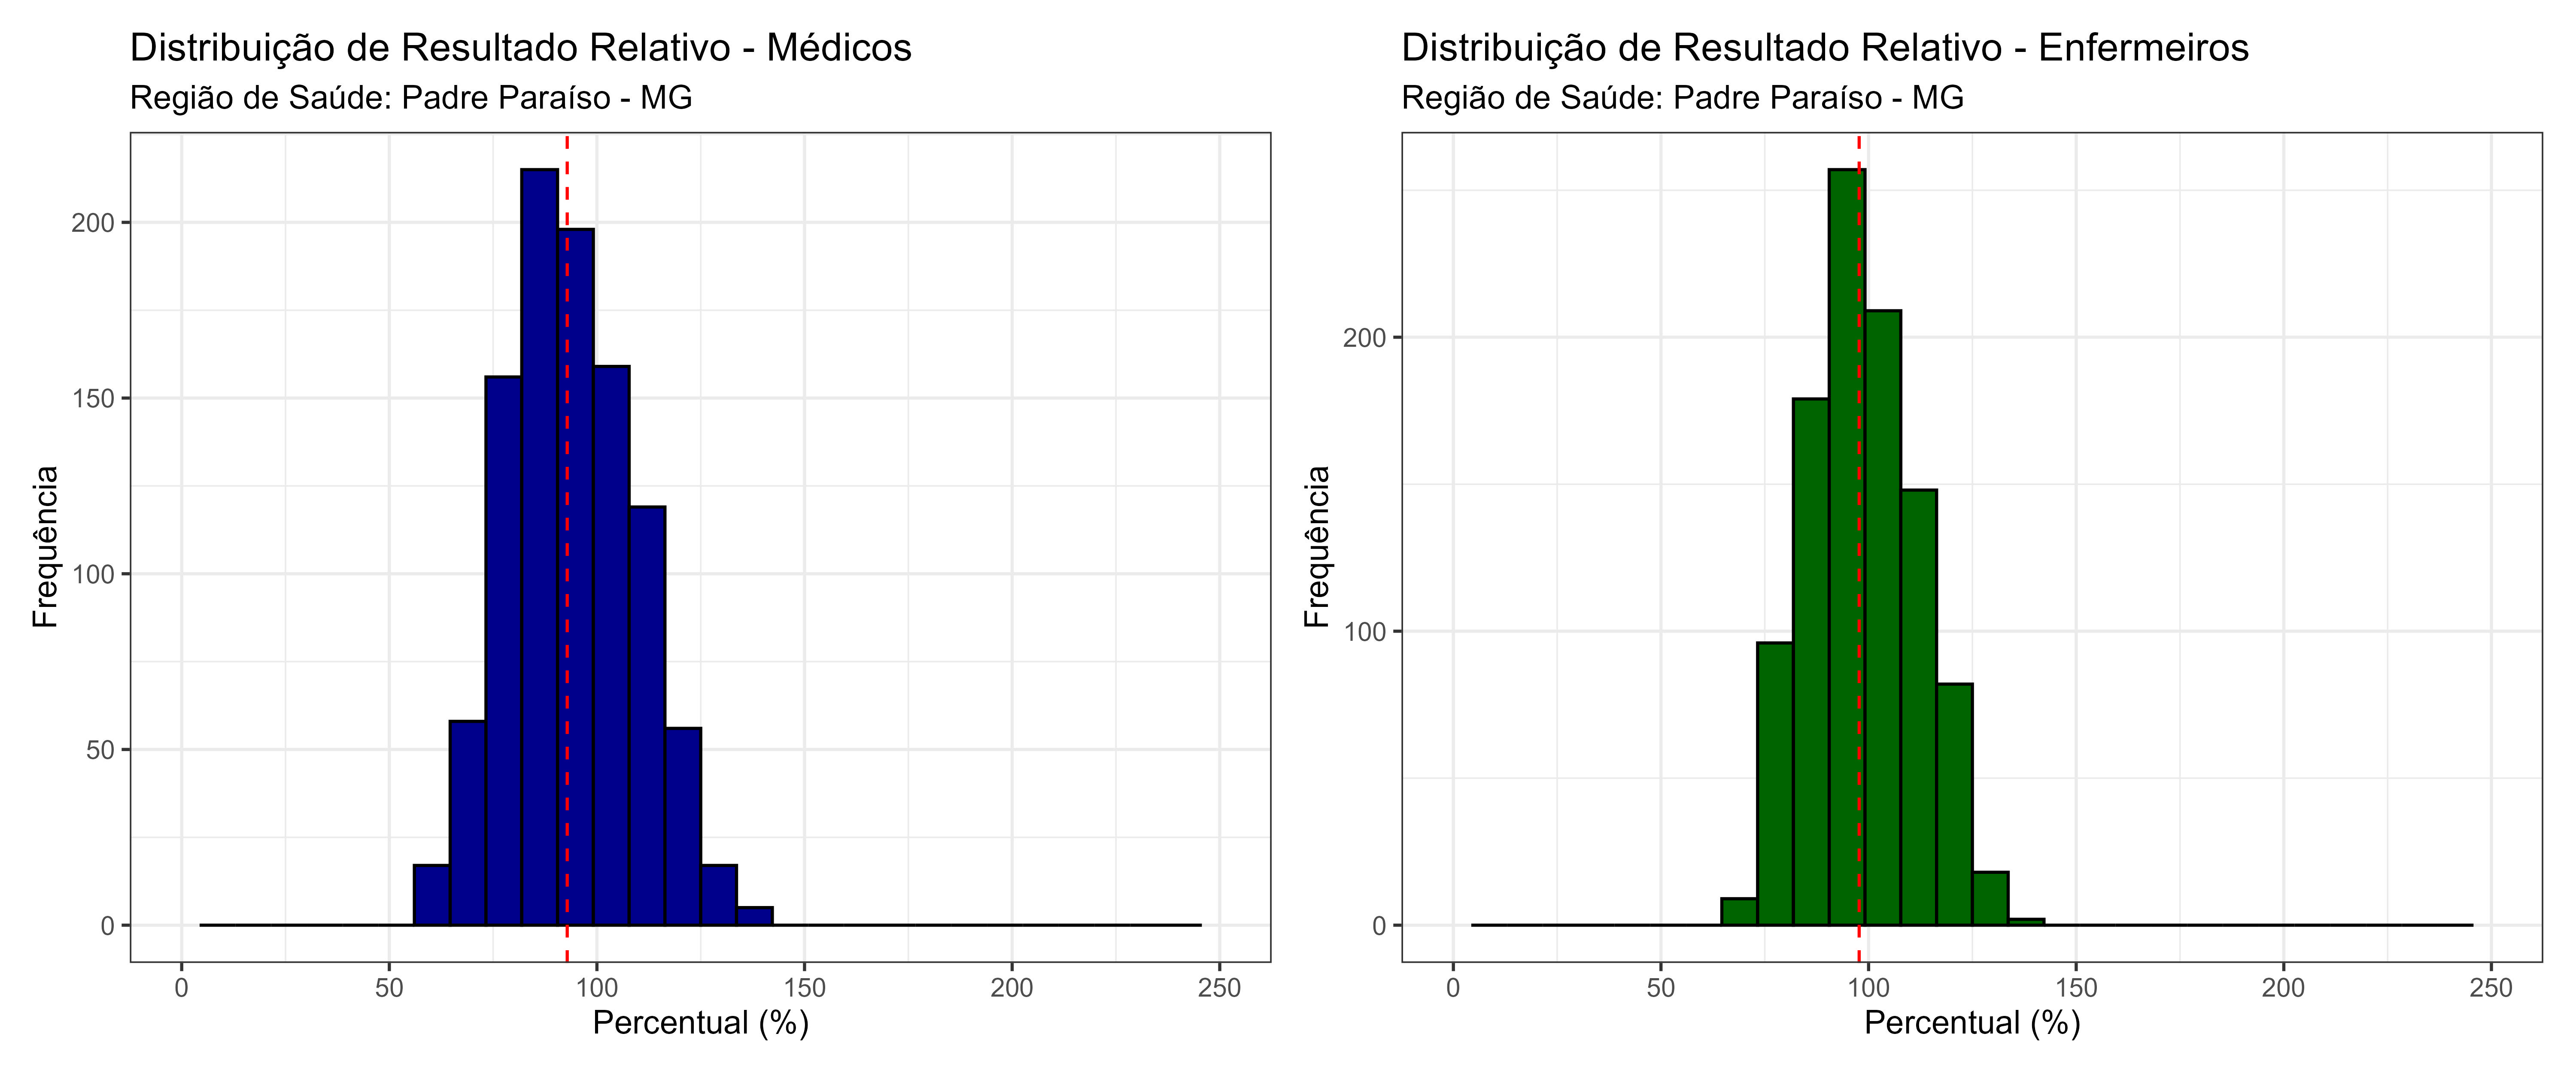 Distribuição de Resultado Relativo - Médicos
Região de Saúde: Padre Paraíso - MG
Frequência
200
150
100
50
0
0 50 100 150 200 250
Percentual (%)
Distribuição de Resultado Relativo - Enfermeiros
Região de Saúde: Padre Paraíso - MG
Frequência
200
100
0
0 50 100 150 200 250
Percentual (%)